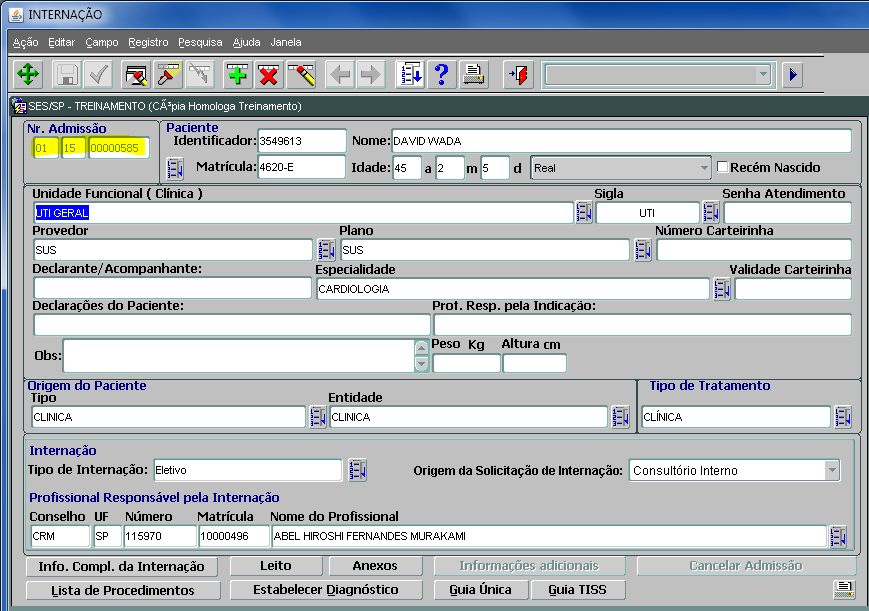 INTERNAÇÃO
Ação Editar Campo Registro Pesquisa Ajuda Janela
SES/SP - TREINAMENTO (CÃ³pia Homologa Treinamento)
Nr. Admissão
01 15 00000585
Paciente
Identificador: 3549613 Nome: DAVID WADA
Matrícula: 4620-E Idade: 45 a 2 m 5 d Real Recém Nascido
Unidade Funcional ( Clínica ) Sigla Senha Atendimento
UTI GERAL UTI
Provedor Plano Número Carteirinha
SUS SUS
Declarante/Acompanhante: Especialidade Validade Carteirinha
CARDIOLOGIA
Declarações do Paciente: Prof. Resp. pela Indicação:
Obs: Peso Kg Altura cm
Origem do Paciente Tipo de Tratamento
Tipo Entidade
CLINICA CLINICA CLÍNICA
Internação
Tipo de Internação: Eletivo Origem da Solicitação de Internação: Consultório Interno
Profissional Responsável pela Internação
Conselho UF Número Matrícula Nome do Profissional
CRM SP 115970 10000496 ABEL HIROSHI FERNANDES MURAKAMI
Info. Compl. da Internação Leito Anexos Informações adicionais Cancelar Admissão
Lista de Procedimentos Estabelecer Diagnóstico Guia Única Guia TISS